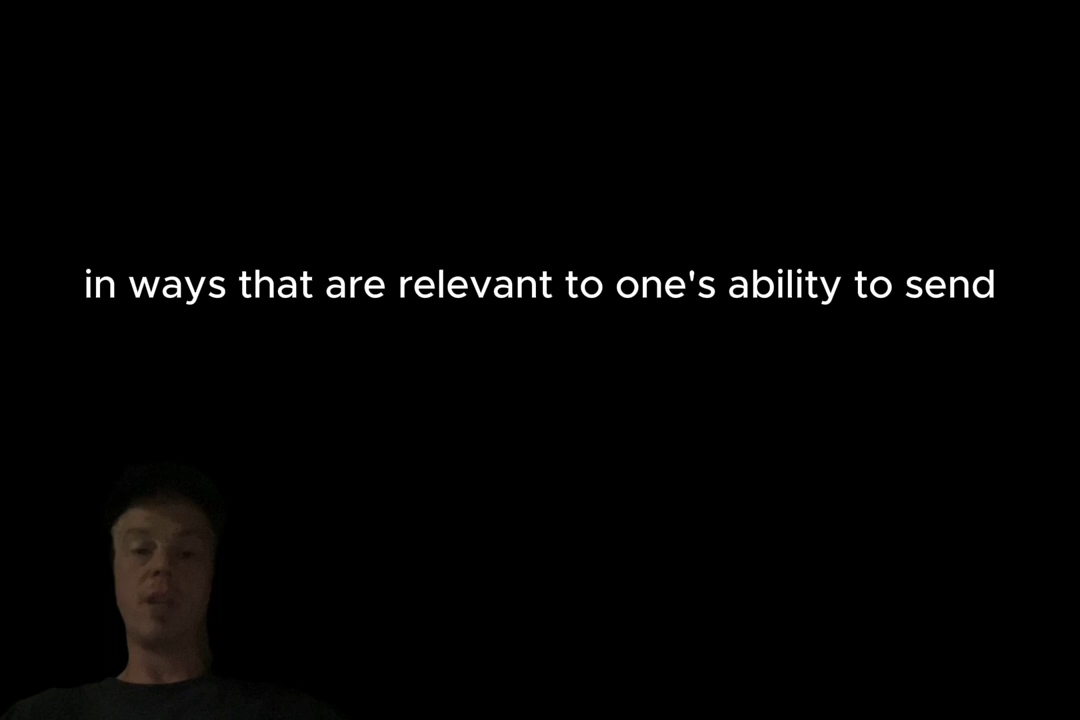 in ways that are relevant to one's ability to send